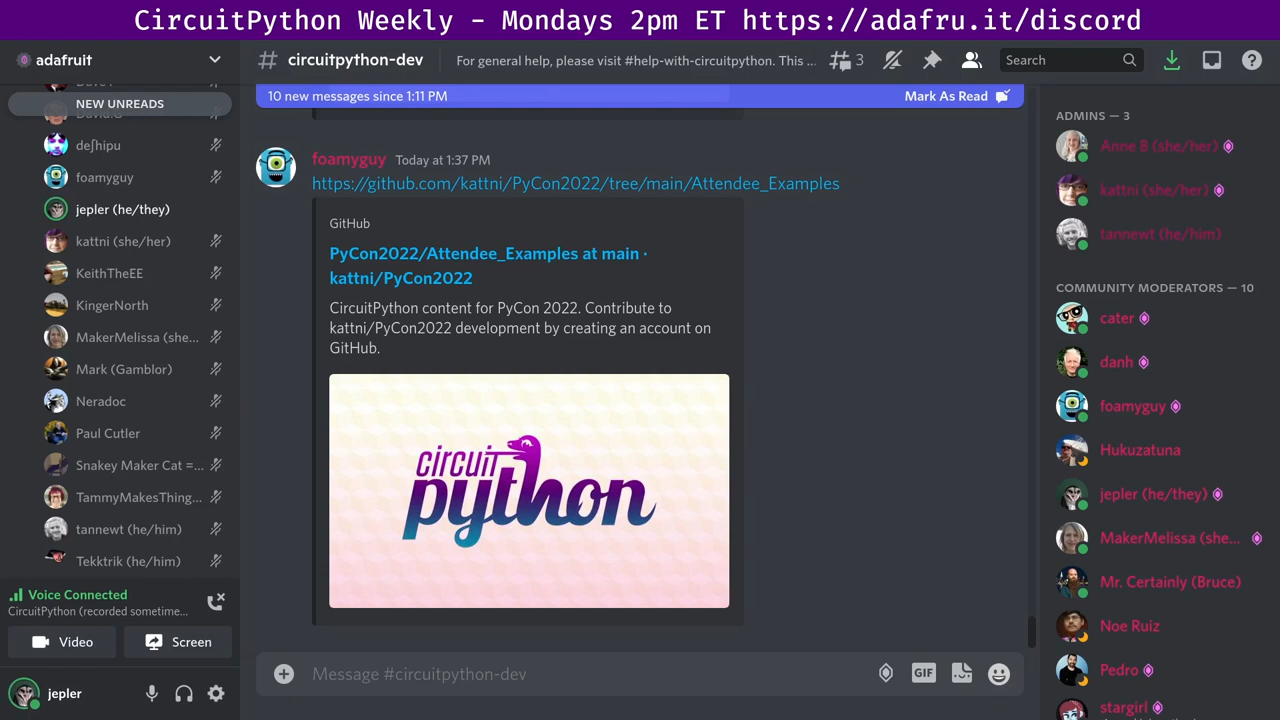 CircuitPython Weekly - Mondays 2pm ET https://adafru.it/discord
adafruit
NEW UNREADS
David.G
deʃhipu
foamyguy
jepler (he/they)
kattni (she/her)
KeithTheEE
KingerNorth
MakerMelissa (she...
Mark (Gamblor)
Neradoc
Paul Cutler
Snakey Maker Cat =...
TammyMakesThing...
tannewt (he/him)
Tekktrik (he/him)
Voice Connected
CircuitPython (recorded sometime...
Video
Screen
jepler
# circuitpython-dev
For general help, please visit #help-with-circuitpython. This ...
3
Search
10 new messages since 1:11 PM
Mark As Read
foamyguy Today at 1:37 PM
https://github.com/kattni/PyCon2022/tree/main/Attendee_Examples
GitHub
PyCon2022/Attendee_Examples at main ·
kattni/PyCon2022
CircuitPython content for PyCon 2022. Contribute to
kattni/PyCon2022 development by creating an account on
GitHub.
circuit
python
Message #circuitpython-dev
GIF
ADMINS — 3
Anne B (she/her)
kattni (she/her)
tannewt (he/him)
COMMUNITY MODERATORS — 10
cater
danh
foamyguy
Hukuzatuna
jepler (he/they)
MakerMelissa (she...
Mr. Certainly (Bruce)
Noe Ruiz
Pedro
stargirl